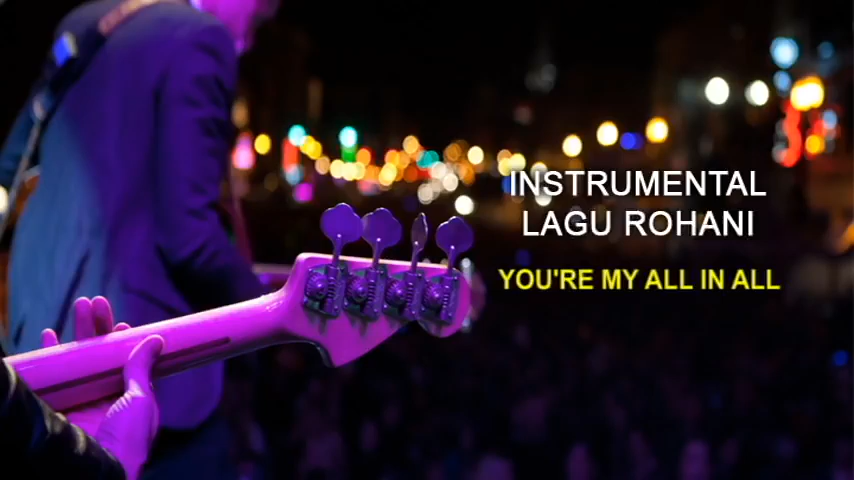 INSTRUMENTAL
LAGU ROHANI
YOU'RE MY ALL IN ALL